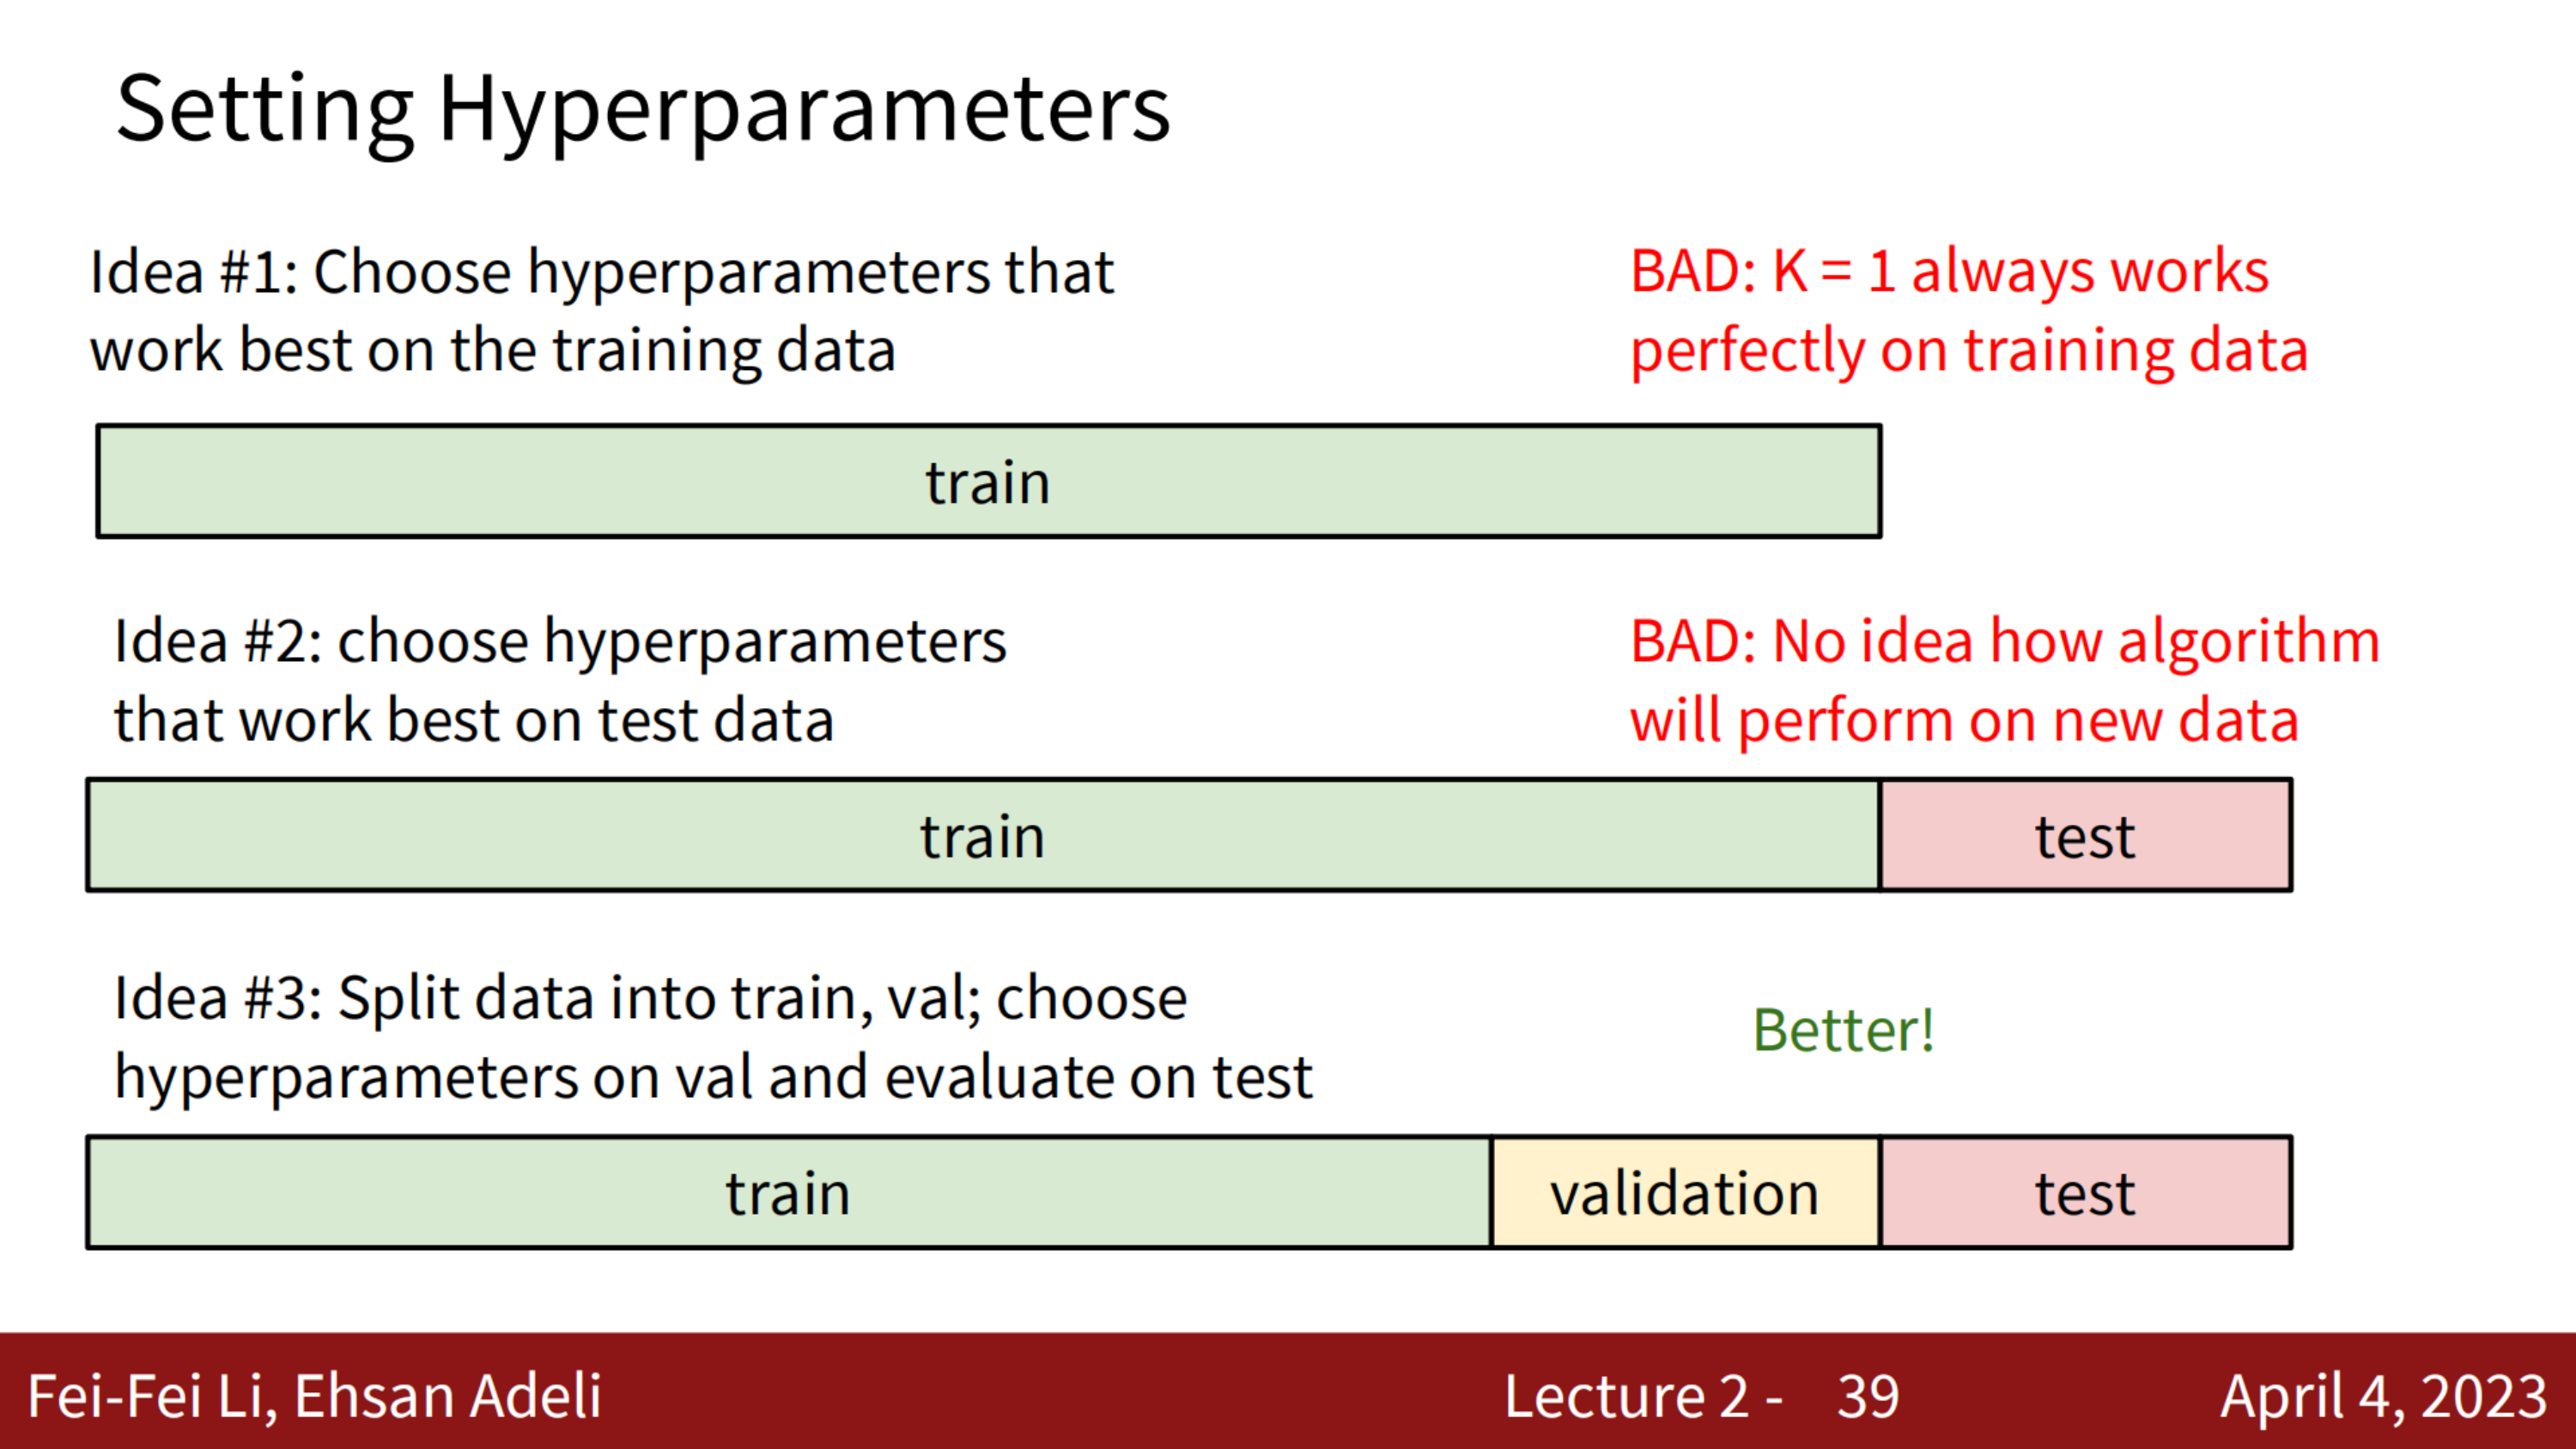 Setting Hyperparameters
Idea #1: Choose hyperparameters that
work best on the training data
BAD: K = 1 always works
perfectly on training data
train
Idea #2: choose hyperparameters
that work best on test data
BAD: No idea how algorithm
will perform on new data
train
test
Idea #3: Split data into train, val; choose
hyperparameters on val and evaluate on test
Better!
train
validation
test
Fei-Fei Li, Ehsan Adeli
Lecture 2 - 39
April 4, 2023